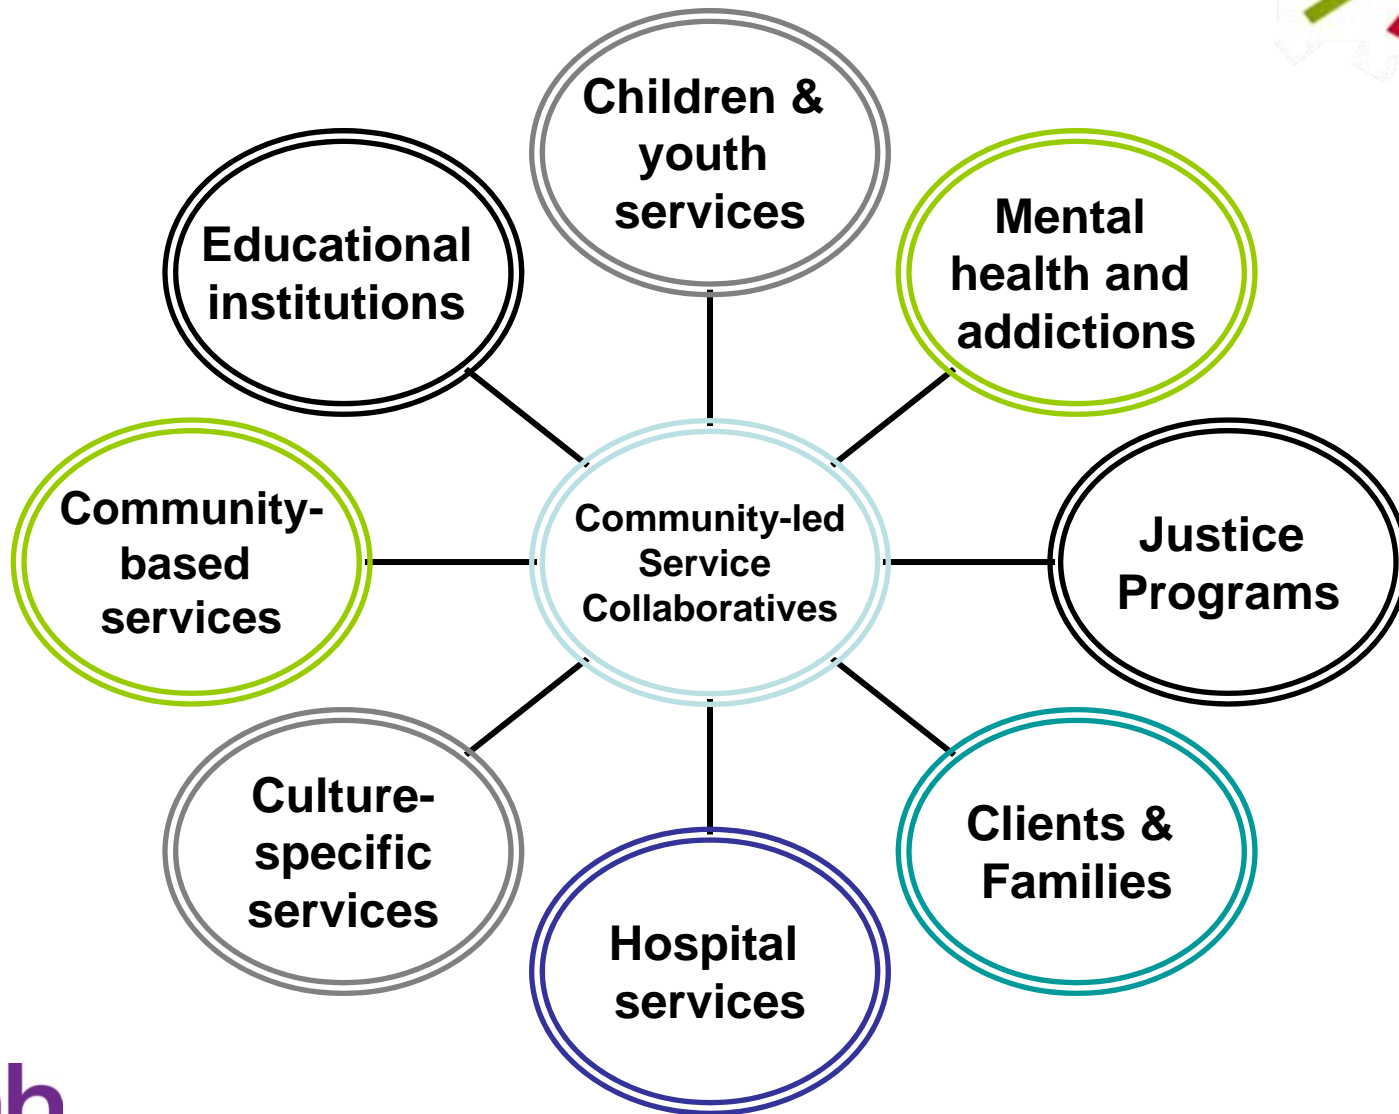 Children &
youth
services
Mental
health and
addictions
Justice
Programs
Clients &
Families
Hospital
services
Culture-
specific
services
Community-
based
services
Educational
institutions
Community-led
Service
Collaboratives